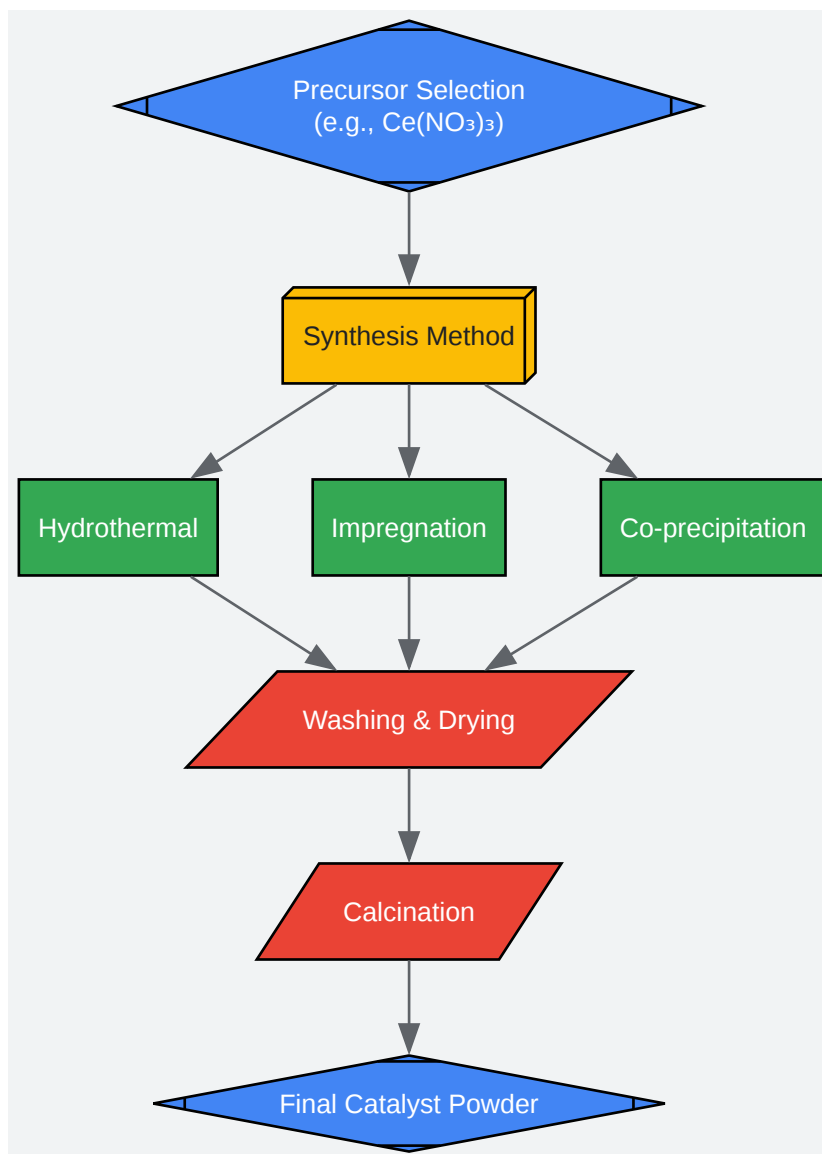 Precursor Selection
(e.g., Ce(NO₃)₃)
Synthesis Method
Hydrothermal
Impregnation
Co-precipitation
Washing & Drying
Calcination
Final Catalyst Powder